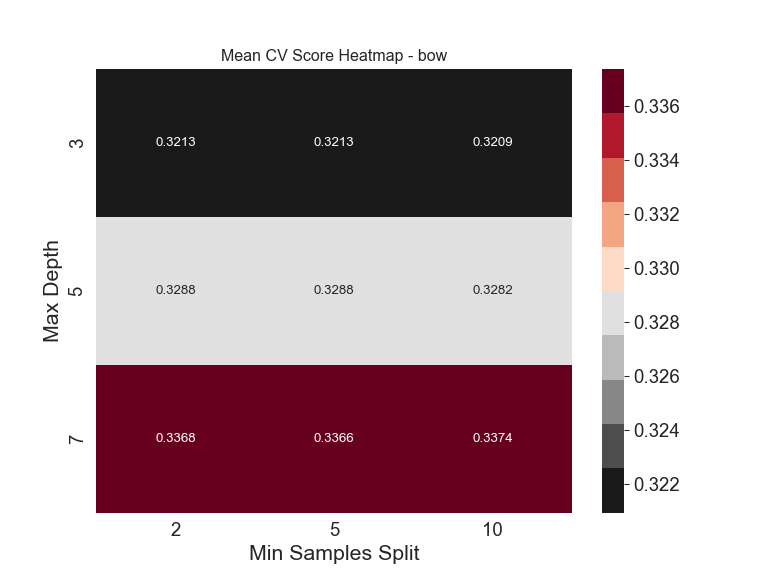 Mean CV Score Heatmap - bow
Max Depth
3
0.3213 0.3213 0.3209
5
0.3288 0.3288 0.3282
7
0.3368 0.3366 0.3374
2 5 10
Min Samples Split
0.336
0.334
0.332
0.330
0.328
0.326
0.324
0.322